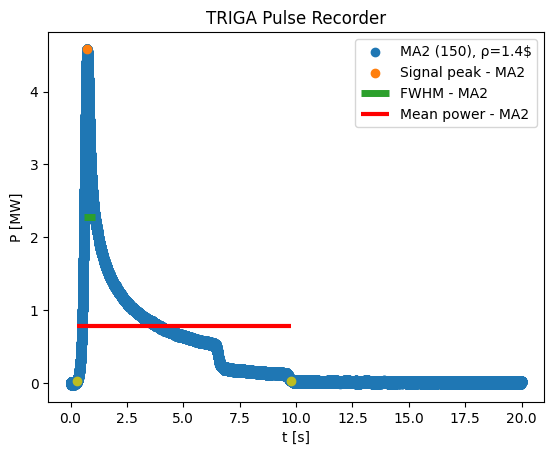 TRIGA Pulse Recorder
MA2 (150), ρ=1.4$
Signal peak - MA2
FWHM - MA2
Mean power - MA2
P [MW]
4
3
2
1
0
0.0 2.5 5.0 7.5 10.0 12.5 15.0 17.5 20.0
t [s]